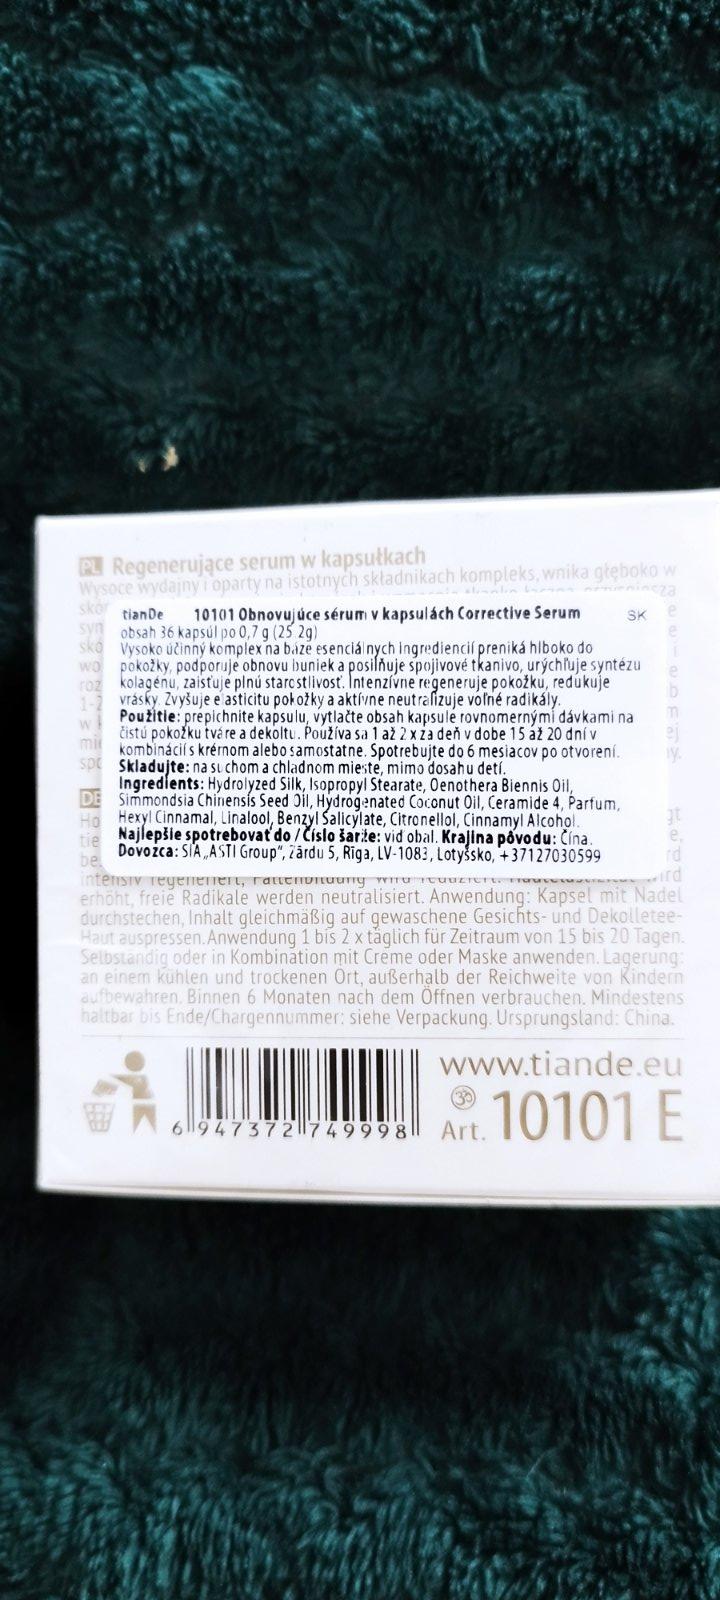 PL Regenerujące serum w kapsułkach
Wysoce wydajny i oparty na istotnych składnikach kompleks, wnika głęboko w
tianDe 10101 Obnovujúce sérum v kapsulách Corrective Serum SK
obsah 36 kapsúl po 0,7 g (25.2g)
Vysoko účinný komplex na báze esenciálnych ingrediencií preniká hlboko do
pokožky, podporuje obnovu buniek a posilňuje spojivové tkanivo, urýchľuje syntézu
kolagénu, zaisťuje plnú starostlivosť. Intenzívne regeneruje pokožku, redukuje
vrásky. Zvyšuje elasticitu pokožky a aktívne neutralizuje voľné radikály.
Použitie: prepichnite kapsulu, vytlačte obsah kapsule rovnomernými dávkami na
čistú pokožku tváre a dekoltu. Používa sa 1 až 2 x za deň v dobe 15 až 20 dní v
kombinácií s krémom alebo samostatne. Spotrebujte do 6 mesiacov po otvorení.
Skladujte: na suchom a chladnom mieste, mimo dosahu detí.
Ingredients: Hydrolyzed Silk, Isopropyl Stearate, Oenothera Biennis Oil,
Simmondsia Chinensis Seed Oil, Hydrogenated Coconut Oil, Ceramide 4, Parfum,
Hexyl Cinnamal, Linalool, Benzyl Salicylate, Citronellol, Cinnamyl Alcohol.
Najlepšie spotrebovať do / Číslo šarže: viď obal. Krajina pôvodu: Čína.
Dovozca: SIA „ASTI Group", Zārdu 5, Rīga, LV-1083, Lotyšsko, +37127030599
DE
intensiv regeneriert, Faltenbildung wird reduziert. Hautelastizität wird
erhöht, freie Radikale werden neutralisiert. Anwendung: Kapsel mit Nadel
durchstechen, Inhalt gleichmäßig auf gewaschene Gesichts- und Dekolletee-
Haut auspressen. Anwendung 1 bis 2 x täglich für Zeitraum von 15 bis 20 Tagen.
Selbständig oder in Kombination mit Crème oder Maske anwenden. Lagerung:
an einem kühlen und trockenen Ort, außerhalb der Reichweite von Kindern
aufbewahren. Binnen 6 Monaten nach dem Öffnen verbrauchen. Mindestens
haltbar bis Ende/Chargennummer: siehe Verpackung. Ursprungsland: China.
www.tiande.eu
Art. 10101 E
6 947372 749998